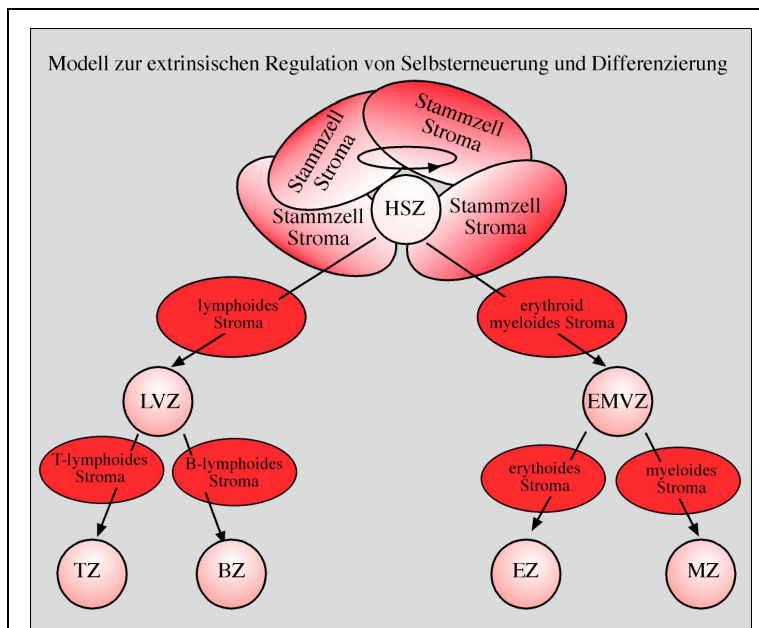 Modell zur extrinsischen Regulation von Selbsterneuerung und Differenzierung
Stammzell
Stroma
Stammzell
Stroma
Stammzell
Stroma
HSZ
Stammzell
Stroma
lymphoides
Stroma
erythroid
myeloides Stroma
LVZ
EMVZ
T-lymphoides
Stroma
B-lymphoides
Stroma
erythoides
Stroma
myeloides
Stroma
TZ
BZ
EZ
MZ